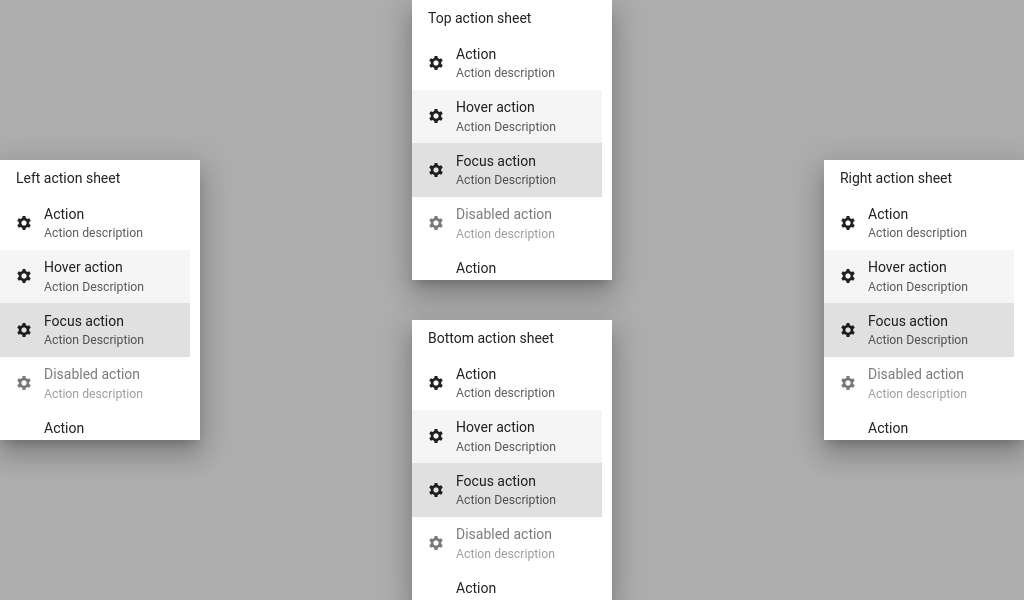 Top action sheet
Action
Action description
Hover action
Action Description
Focus action
Action Description
Disabled action
Action description
Action
Left action sheet
Action
Action description
Hover action
Action Description
Focus action
Action Description
Disabled action
Action description
Action
Right action sheet
Action
Action description
Hover action
Action Description
Focus action
Action Description
Disabled action
Action description
Action
Bottom action sheet
Action
Action description
Hover action
Action Description
Focus action
Action Description
Disabled action
Action description
Action